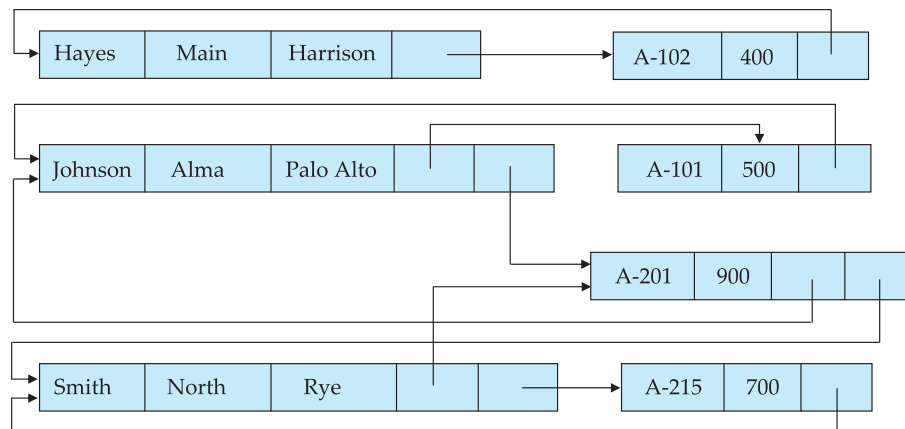 Hayes Main Harrison A-102 400
Johnson Alma Palo Alto A-101 500
A-201 900
Smith North Rye A-215 700